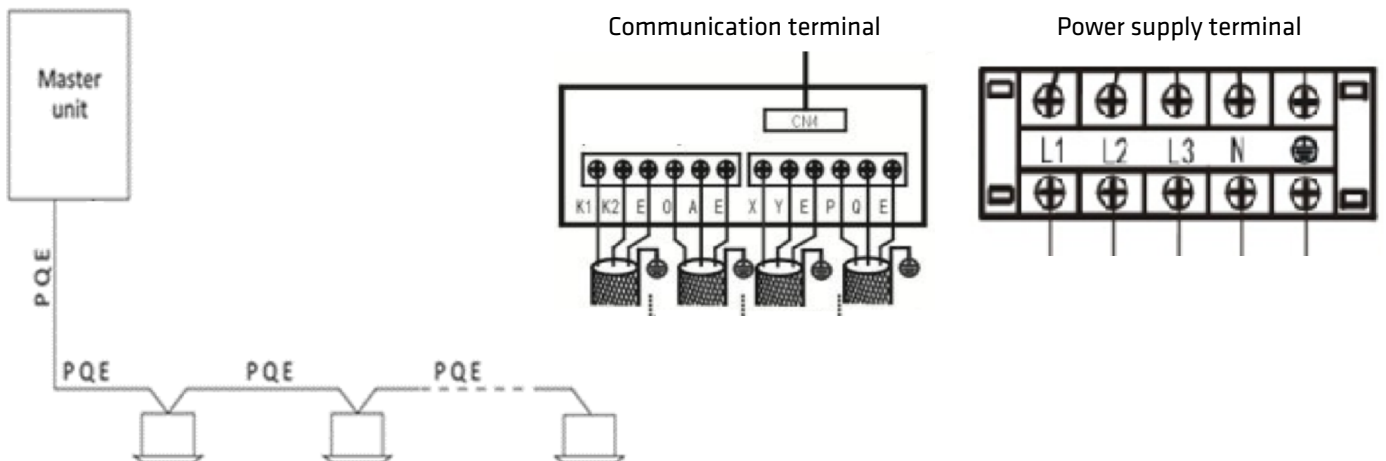 Communication terminal
Power supply terminal
Master
unit
CN4
L1 L2 L3 N
K1 K2 E O A E X Y E P Q E
PQE
PQE PQE PQE